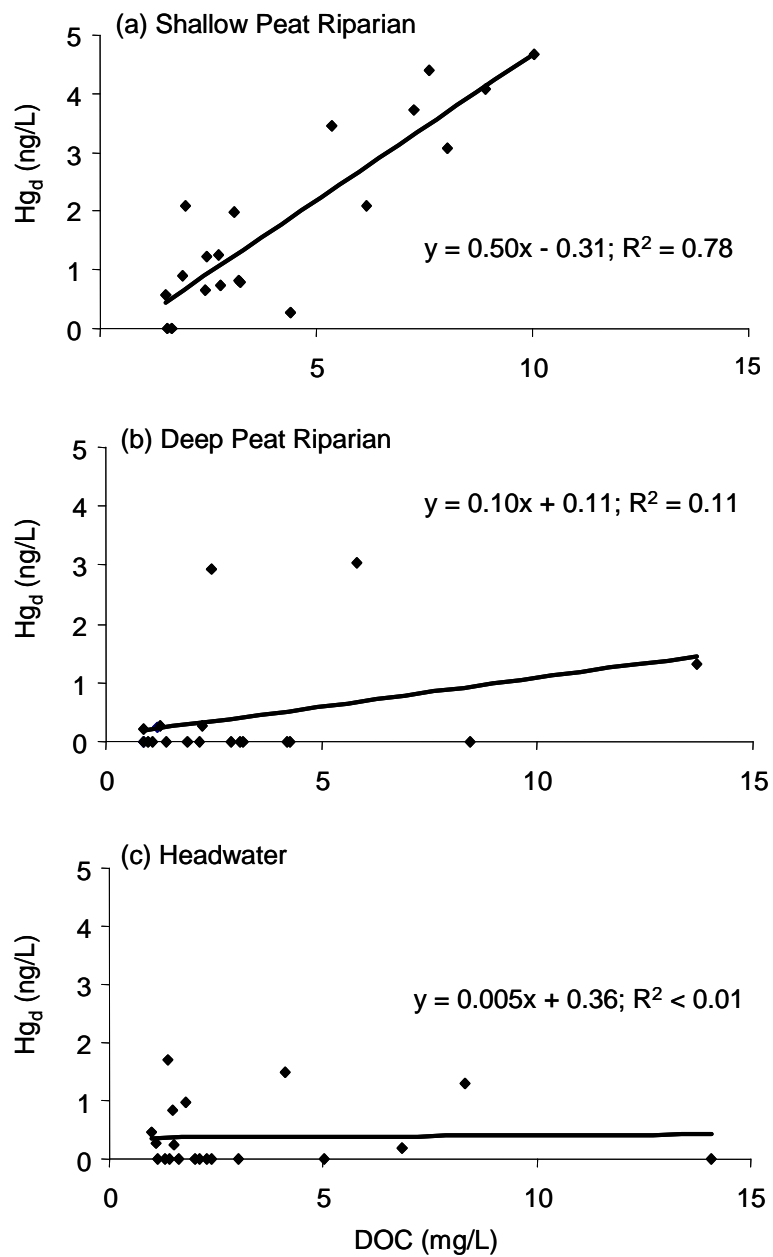 (a) Shallow Peat Riparian
5
4
3
2
1
0
Hg_d (ng/L)
y = 0.50x - 0.31; R² = 0.78
5 10 15
(b) Deep Peat Riparian
5
4
3
2
1
0
Hg_d (ng/L)
y = 0.10x + 0.11; R² = 0.11
0 5 10 15
(c) Headwater
5
4
3
2
1
0
Hg_d (ng/L)
y = 0.005x + 0.36; R² < 0.01
0 5 10 15
DOC (mg/L)